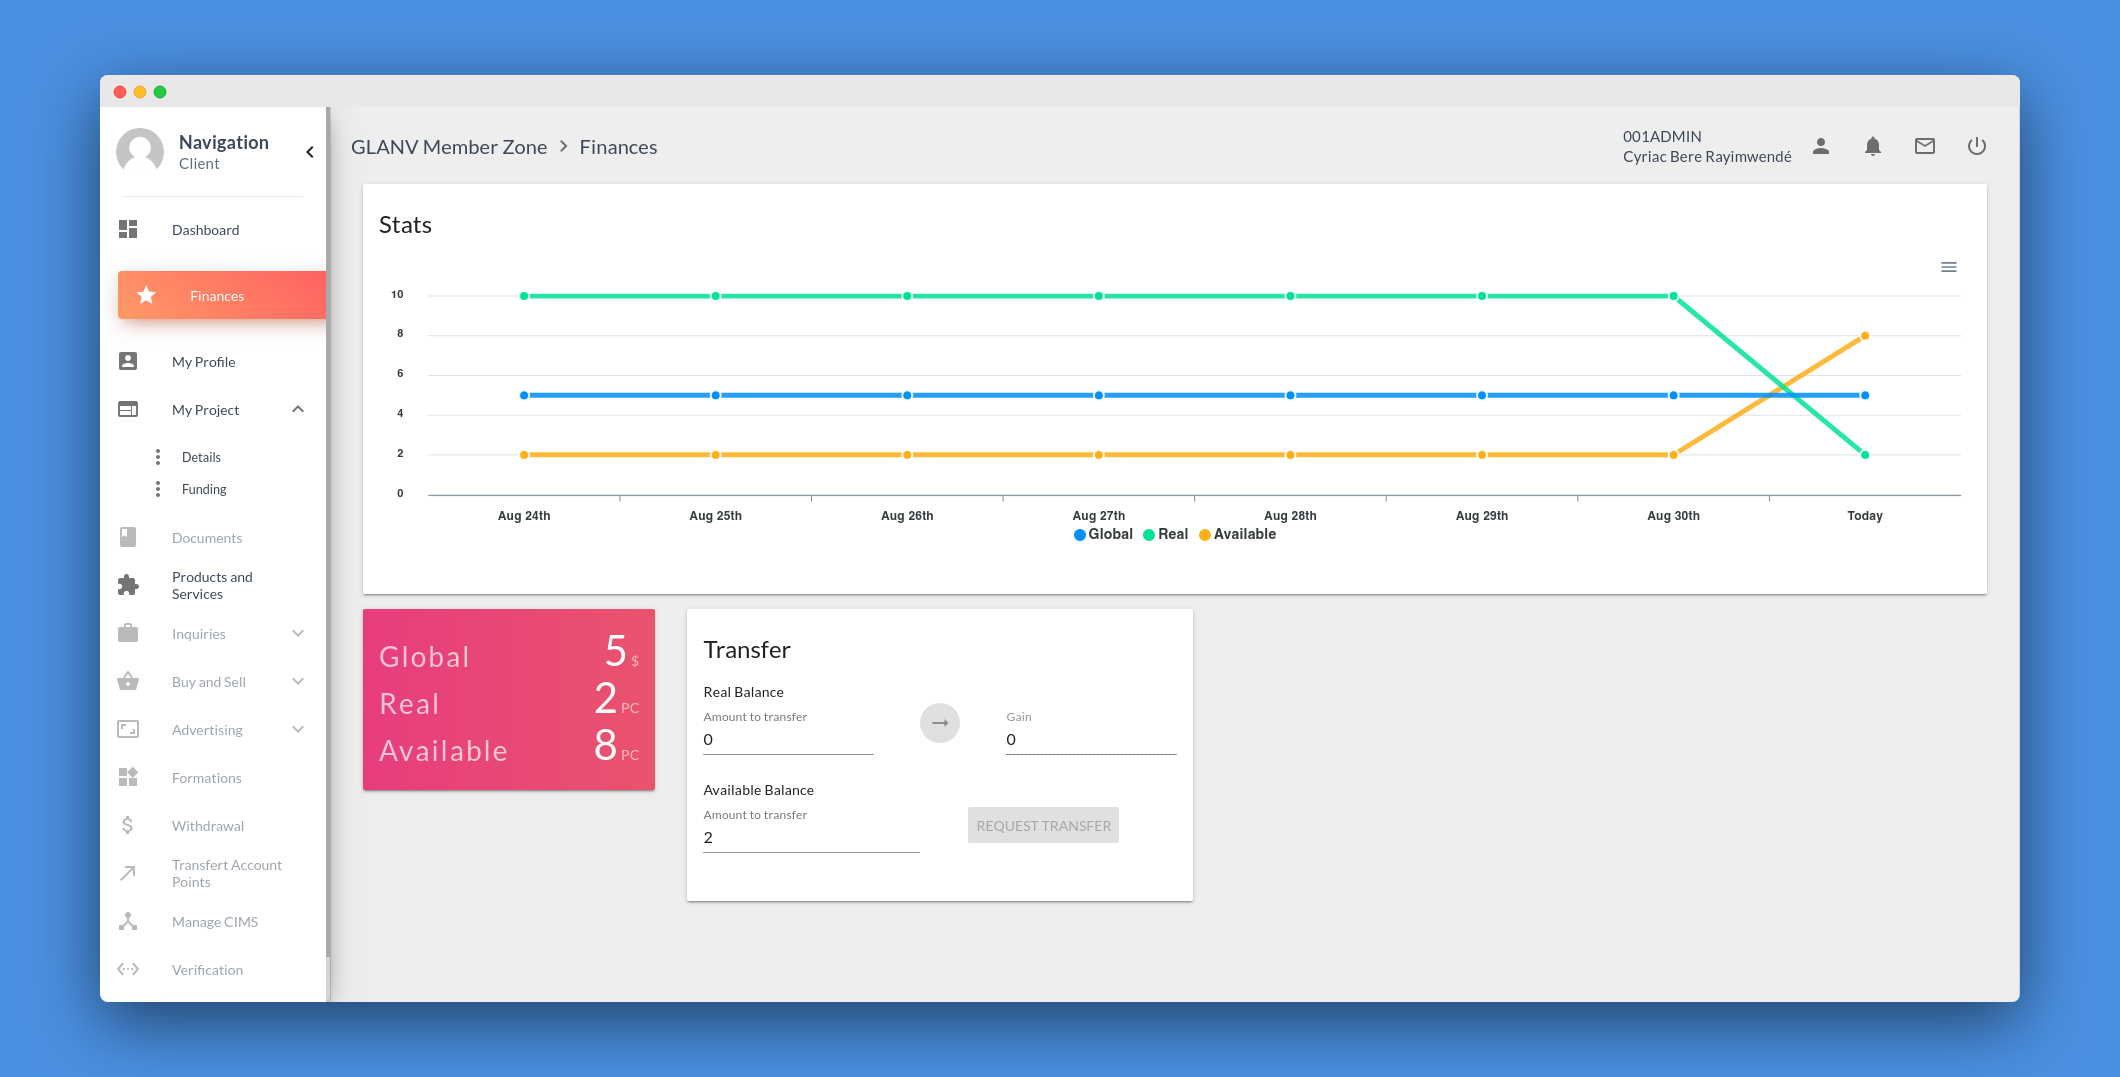 Navigation
Client
Dashboard
Finances
My Profile
My Project
Details
Funding
Documents
Products and
Services
Inquiries
Buy and Sell
Advertising
Formations
Withdrawal
Transfert Account
Points
Manage CIMS
Verification
GLANV Member Zone > Finances
001ADMIN
Cyriac Bere Rayimwendé
Stats
10
8
6
4
2
0
Aug 24th Aug 25th Aug 26th Aug 27th Aug 28th Aug 29th Aug 30th Today
Global Real Available
Global 5 $
Real 2 PC
Available 8 PC
Transfer
Real Balance
Amount to transfer Gain
0 0
Available Balance
Amount to transfer
2
REQUEST TRANSFER